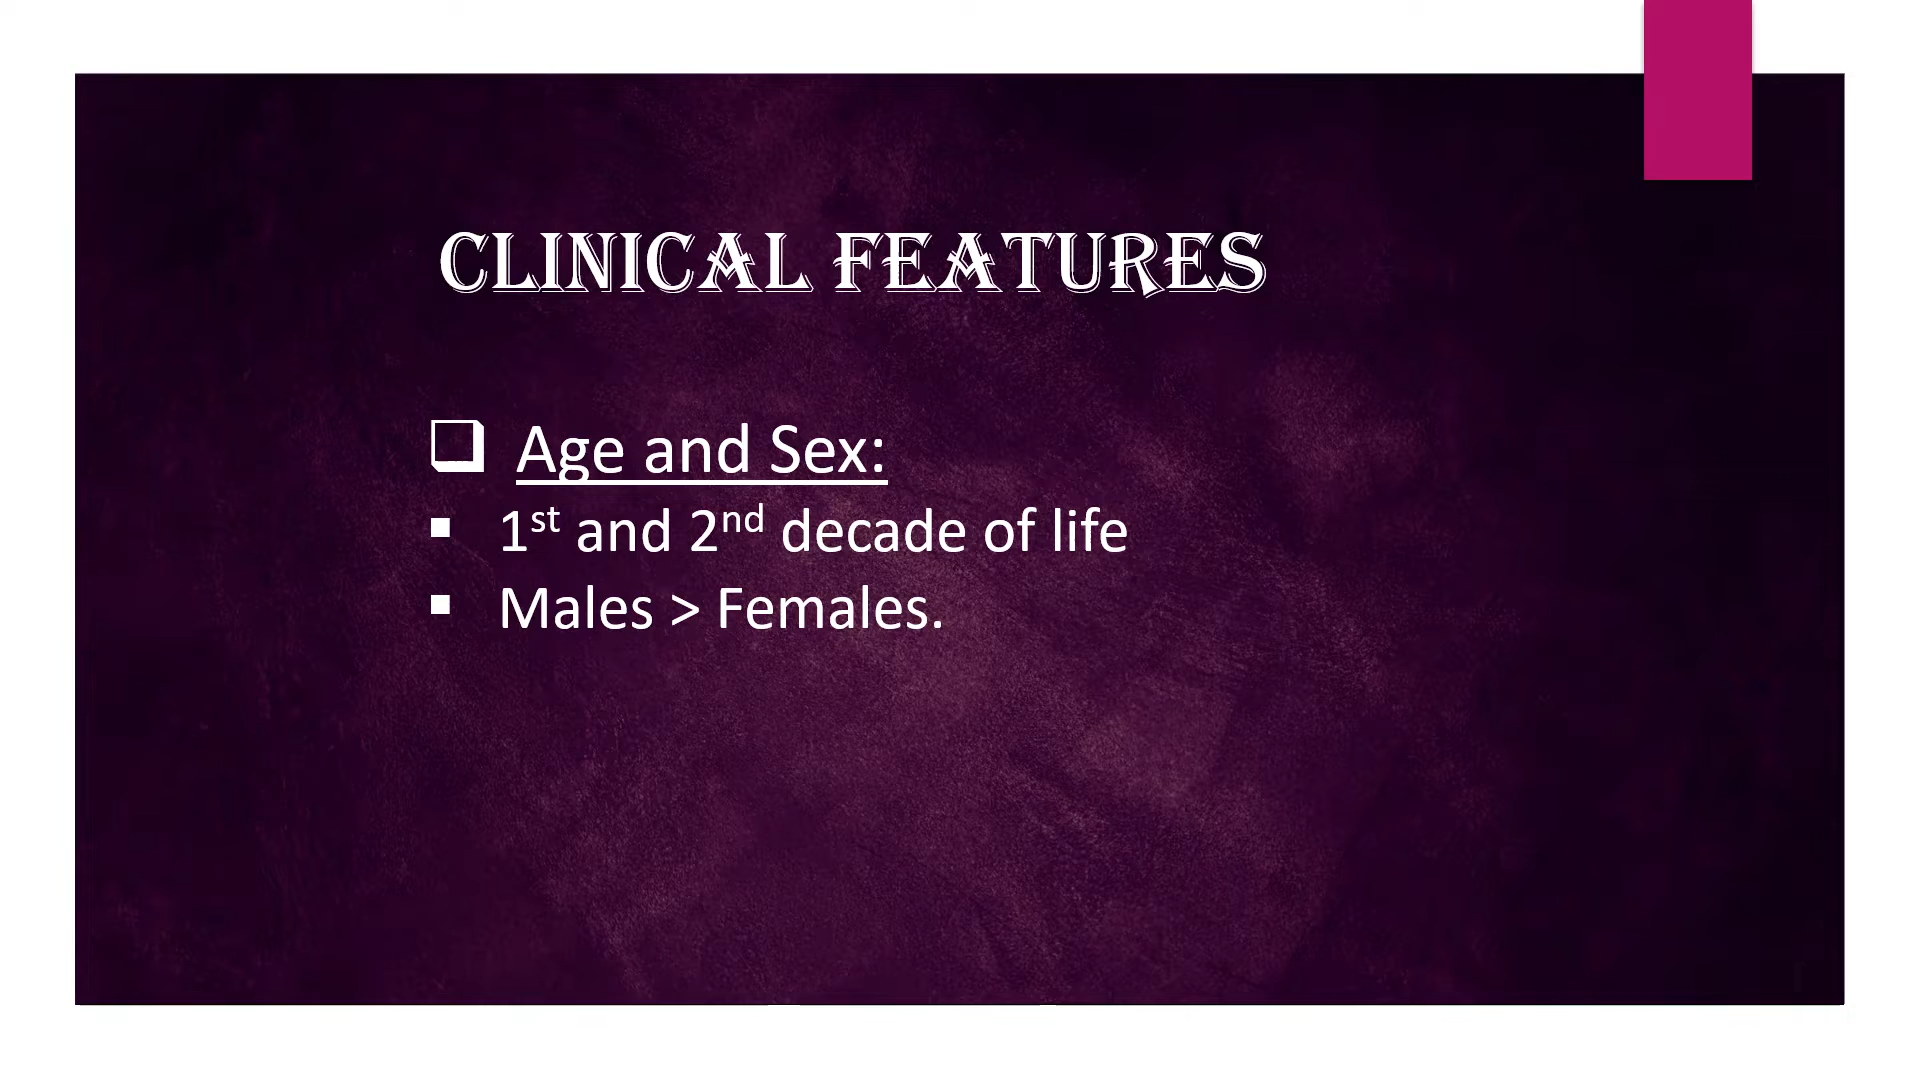 CLINICAL FEATURES
Age and Sex:
1st and 2nd decade of life
Males > Females.